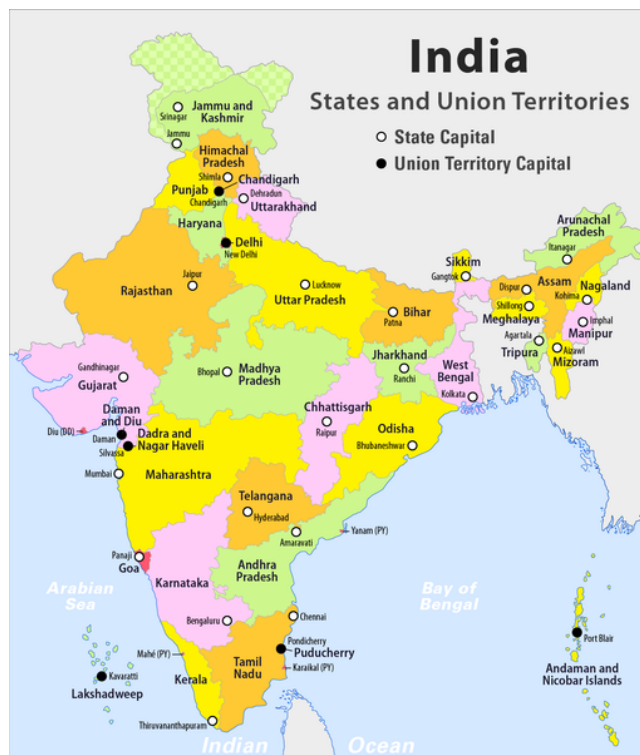 India
States and Union Territories
State Capital
Union Territory Capital
Jammu and
Kashmir
Srinagar
Jammu
Himachal
Pradesh
Shimla
Punjab
Chandigarh
Chandigarh
Dehradun
Uttarakhand
Haryana
Delhi
New Delhi
Arunachal
Pradesh
Itanagar
Sikkim
Gangtok
Dispur
Assam
Nagaland
Kohima
Shillong
Meghalaya
Imphal
Manipur
Agartala
Tripura
Aizawl
Mizoram
Jaipur
Rajasthan
Lucknow
Uttar Pradesh
Bihar
Patna
Gandhinagar
Gujarat
Bhopal
Madhya
Pradesh
Jharkhand
Ranchi
West
Bengal
Kolkata
Chhattisgarh
Raipur
Odisha
Bhubaneshwar
Daman
and Diu
Diu (DD)
Daman
Dadra and
Nagar Haveli
Silvassa
Mumbai
Maharashtra
Telangana
Hyderabad
Yanam (PY)
Amaravati
Andhra
Pradesh
Panaji
Goa
Karnataka
Arabian
Sea
Bay of
Bengal
Bengaluru
Chennai
Port Blair
Andaman and
Nicobar Islands
Mahé (PY)
Pondicherry
Puducherry
Karaikal (PY)
Tamil
Nadu
Kerala
Kavaratti
Lakshadweep
Thiruvananthapuram
Indian Ocean